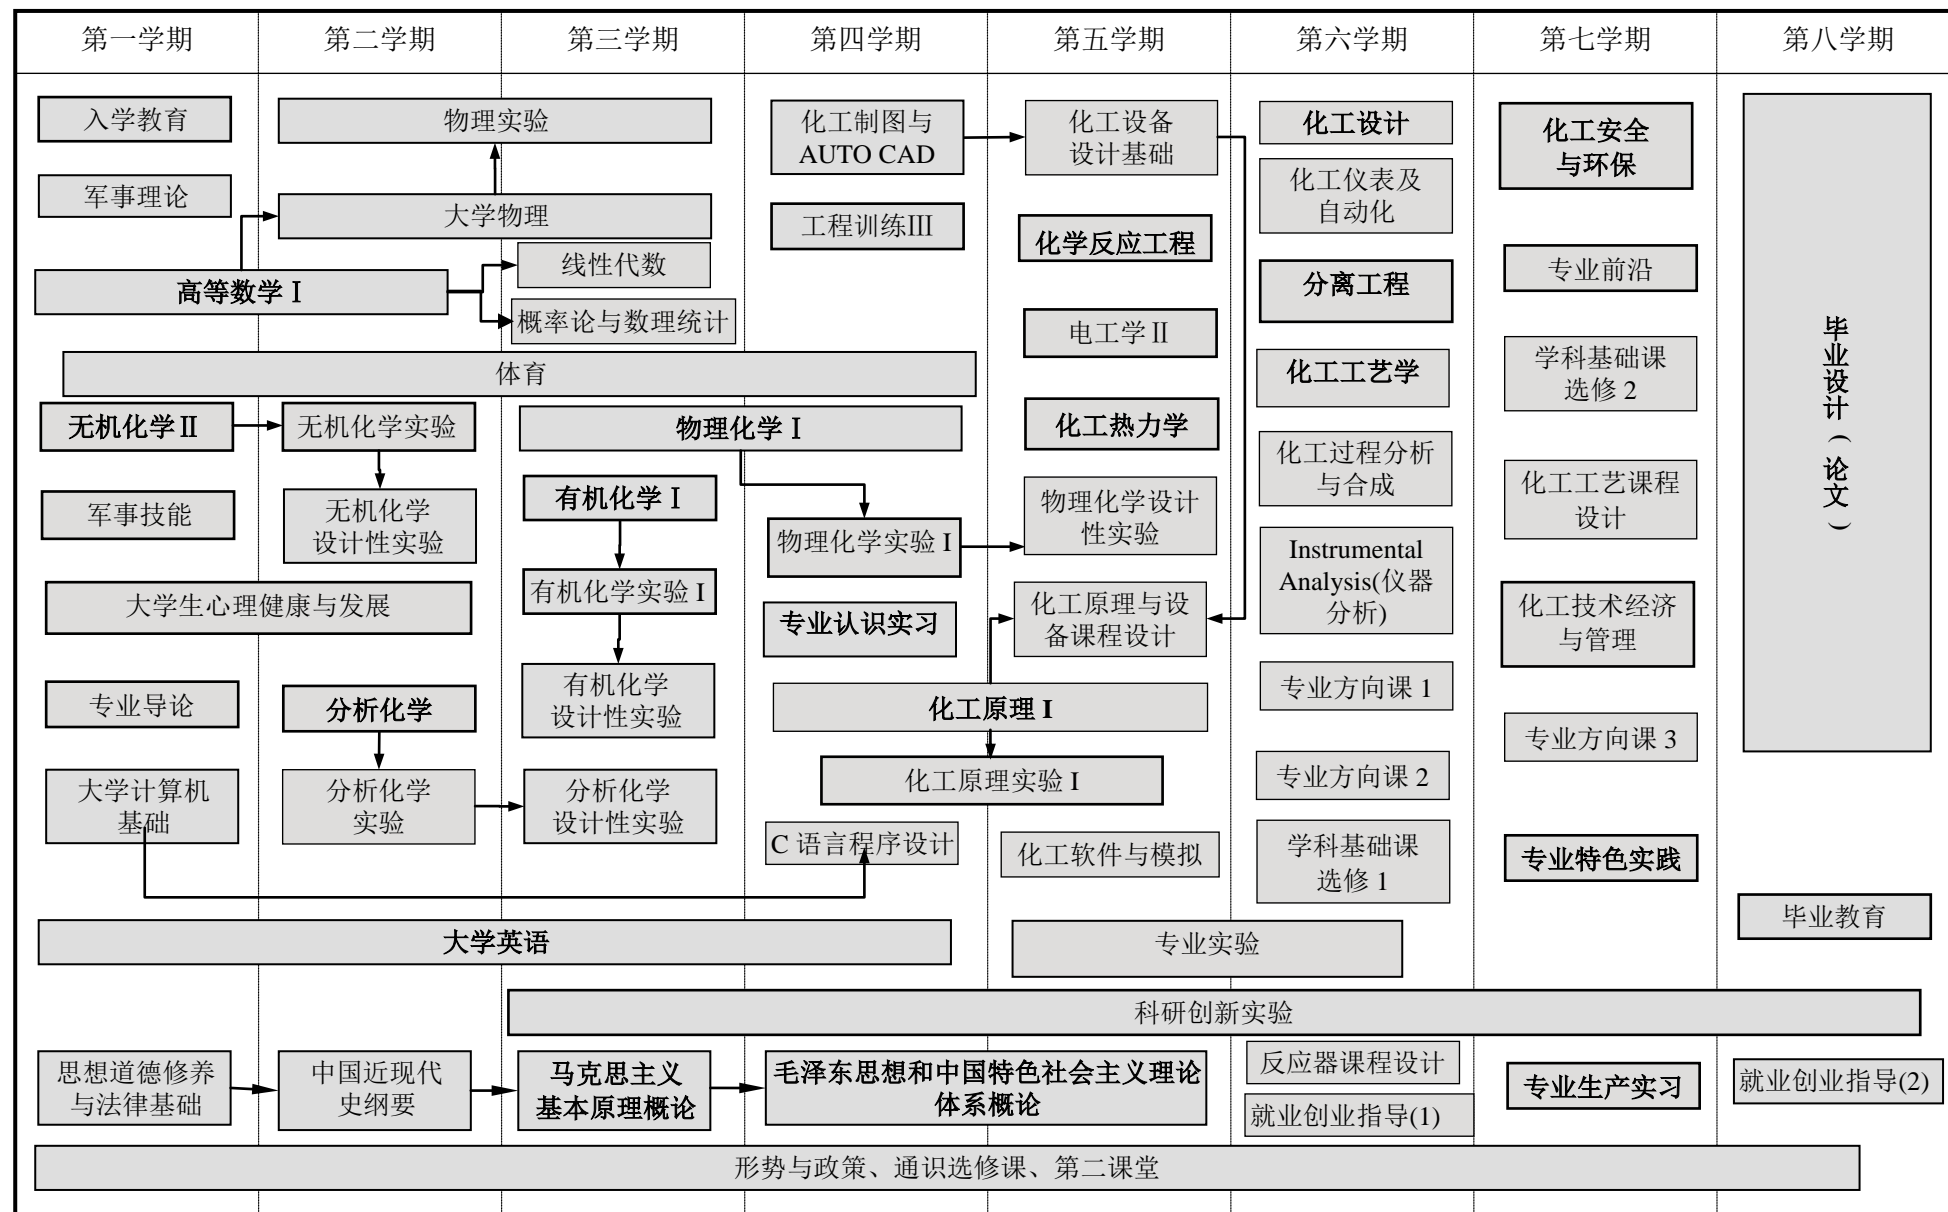 第一学期
第二学期
第三学期
第四学期
第五学期
第六学期
第七学期
第八学期
入学教育
军事理论
高等数学Ⅰ
体育
无机化学Ⅱ
军事技能
大学生心理健康与发展
专业导论
大学计算机
基础
大学英语
思想道德修养
与法律基础
形势与政策、通识选修课、第二课堂
物理实验
大学物理
无机化学实验
无机化学
设计性实验
分析化学
分析化学
实验
中国近现代
史纲要
线性代数
概率论与数理统计
物理化学Ⅰ
有机化学Ⅰ
有机化学实验Ⅰ
有机化学
设计性实验
分析化学
设计性实验
科研创新实验
马克思主义
基本原理概论
化工制图与
AUTO CAD
工程训练Ⅲ
物理化学实验Ⅰ
专业认识实习
化工原理Ⅰ
化工原理实验Ⅰ
C 语言程序设计
毛泽东思想和中国特色社会主义理论
体系概论
化工设备
设计基础
化学反应工程
电工学Ⅱ
化工热力学
物理化学设计
性实验
化工原理与设
备课程设计
化工软件与模拟
专业实验
化工设计
化工仪表及
自动化
分离工程
化工工艺学
化工过程分析
与合成
Instrumental
Analysis(仪器
分析)
专业方向课 1
专业方向课 2
学科基础课
选修 1
反应器课程设计
就业创业指导(1)
化工安全
与环保
专业前沿
学科基础课
选修 2
化工工艺课程
设计
化工技术经济
与管理
专业方向课 3
专业特色实践
专业生产实习
毕业设计（论文）
毕业教育
就业创业指导(2)